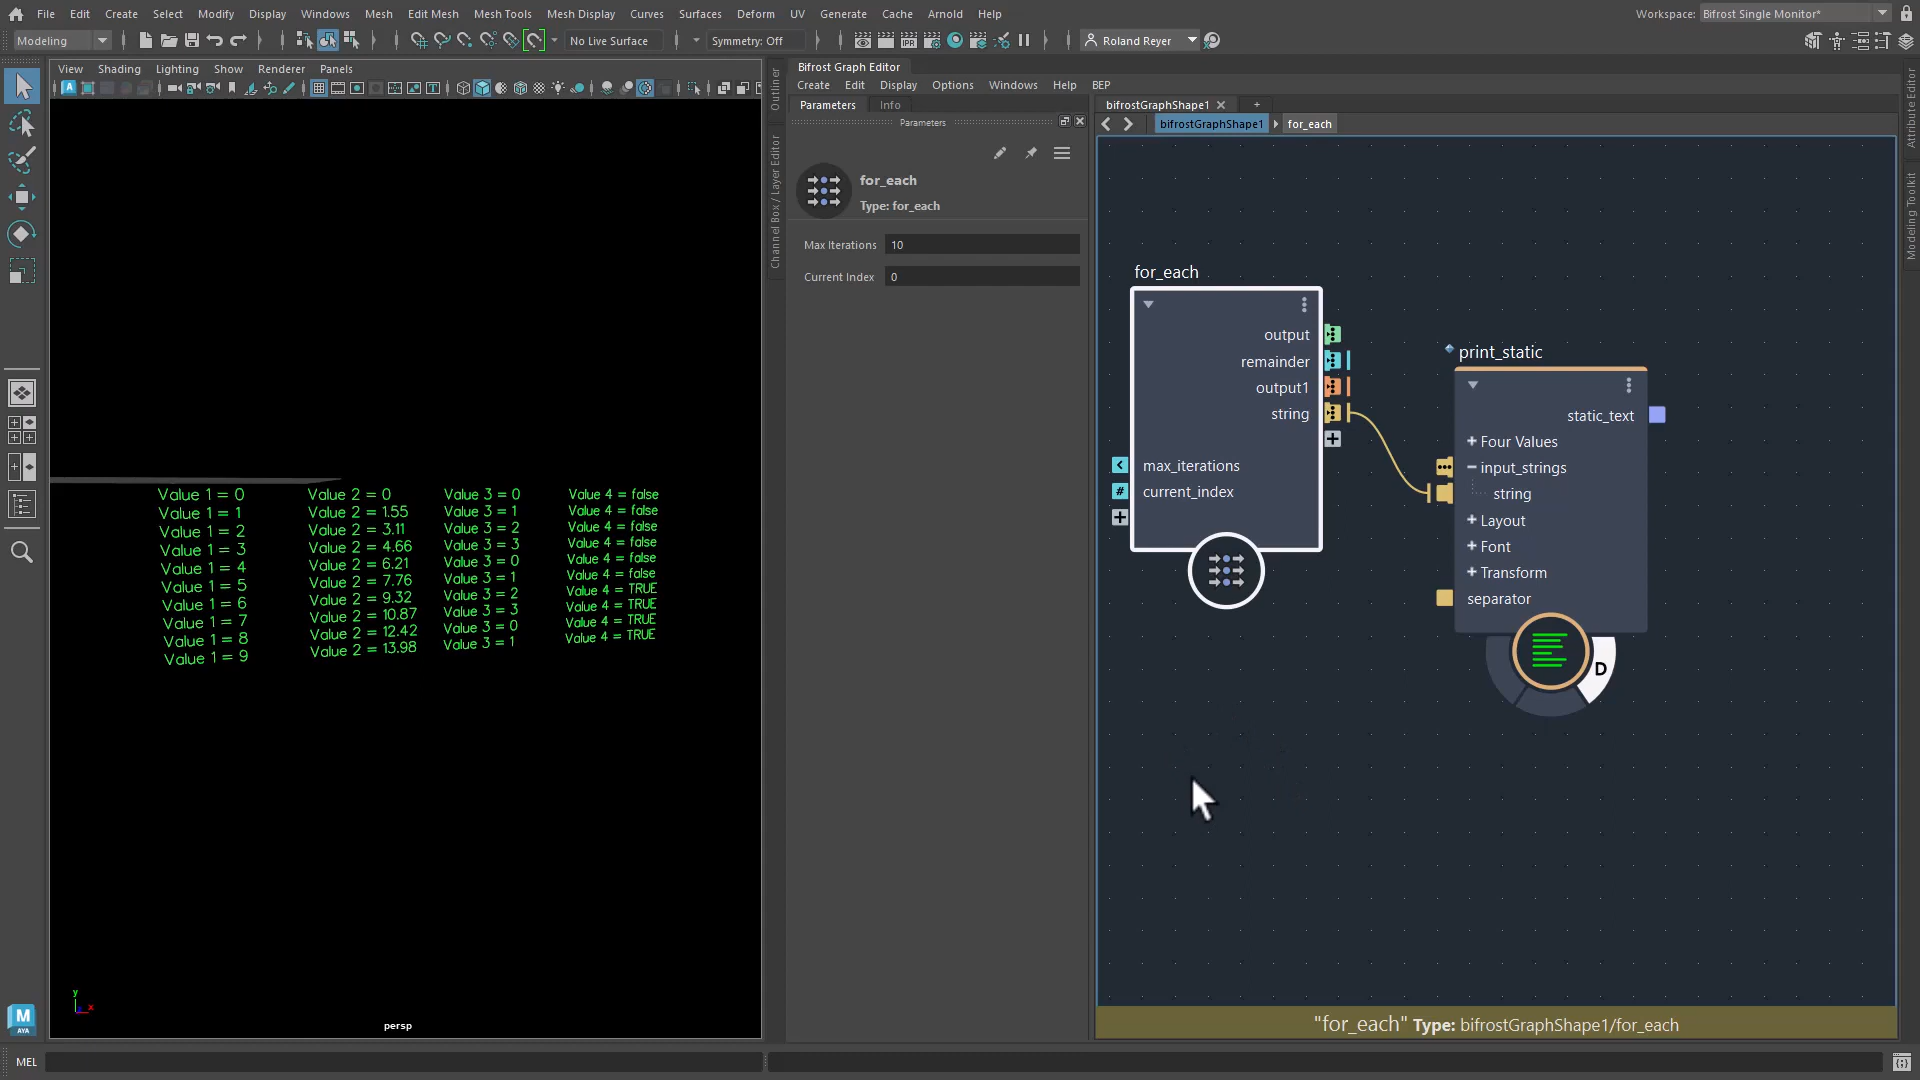 File Edit Create Select Modify Display Windows Mesh Edit Mesh Mesh Tools Mesh Display Curves Surfaces Deform UV Generate Cache Arnold Help
Workspace: Bifrost Single Monitor*
Modeling
No Live Surface
Symmetry: Off
IPR
Roland Reyer
View Shading Lighting Show Renderer Panels
Outliner
Channel Box / Layer Editor
Bifrost Graph Editor
Create Edit Display Options Windows Help BEP
Parameters Info
Parameters
for_each
Type: for_each
Max Iterations 10
Current Index 0
bifrostGraphShape1
bifrostGraphShape1 for_each
Attribute Editor
Modeling Toolkit
for_each
output
remainder
output1
string
max_iterations
current_index
print_static
static_text
Four Values
input_strings
string
Layout
Font
Transform
separator
D
Value 1 = 0 Value 2 = 0 Value 3 = 0 Value 4 = false
Value 1 = 1 Value 2 = 1.55 Value 3 = 1 Value 4 = false
Value 1 = 2 Value 2 = 3.11 Value 3 = 2 Value 4 = false
Value 1 = 3 Value 2 = 4.66 Value 3 = 3 Value 4 = false
Value 1 = 4 Value 2 = 6.21 Value 3 = 0 Value 4 = false
Value 1 = 5 Value 2 = 7.76 Value 3 = 1 Value 4 = false
Value 1 = 6 Value 2 = 9.32 Value 3 = 2 Value 4 = TRUE
Value 1 = 7 Value 2 = 10.87 Value 3 = 3 Value 4 = TRUE
Value 1 = 8 Value 2 = 12.42 Value 3 = 0 Value 4 = TRUE
Value 1 = 9 Value 2 = 13.98 Value 3 = 1 Value 4 = TRUE
y
x
persp
M
AYA
"for_each" Type: bifrostGraphShape1/for_each
MEL